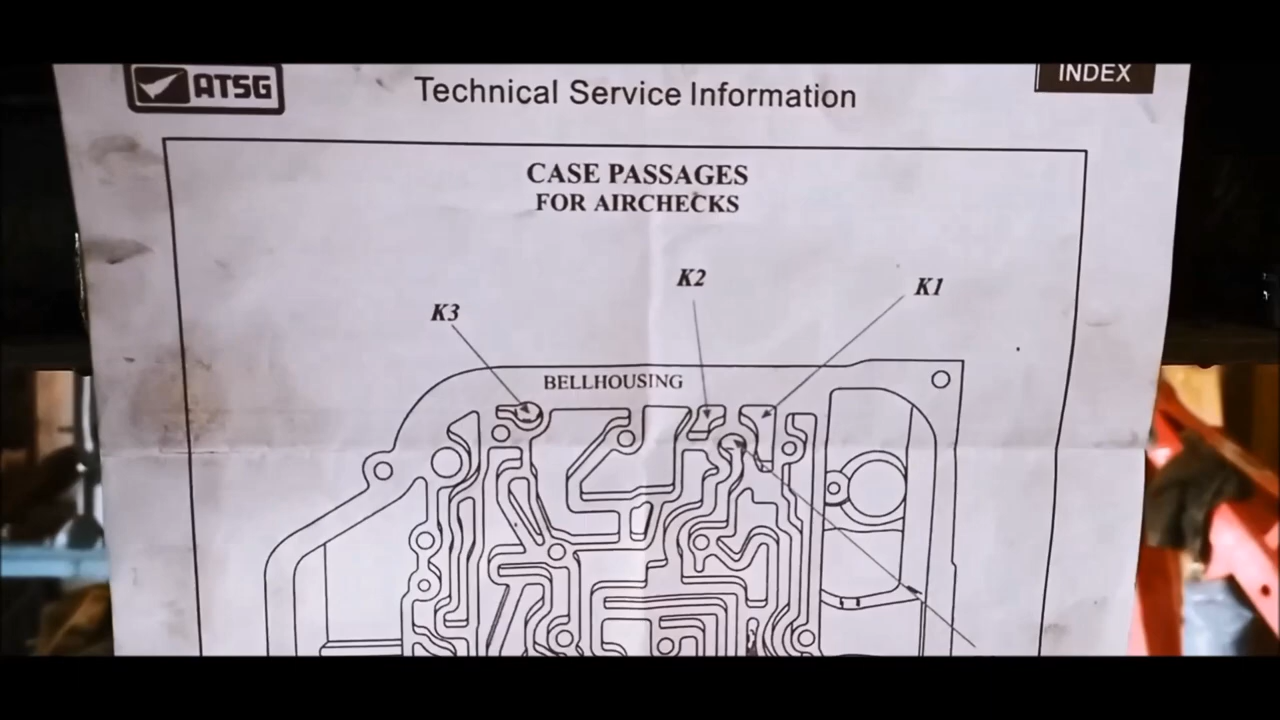 ATSG
Technical Service Information
INDEX
CASE PASSAGES
FOR AIRCHECKS
K2
K1
K3
BELLHOUSING